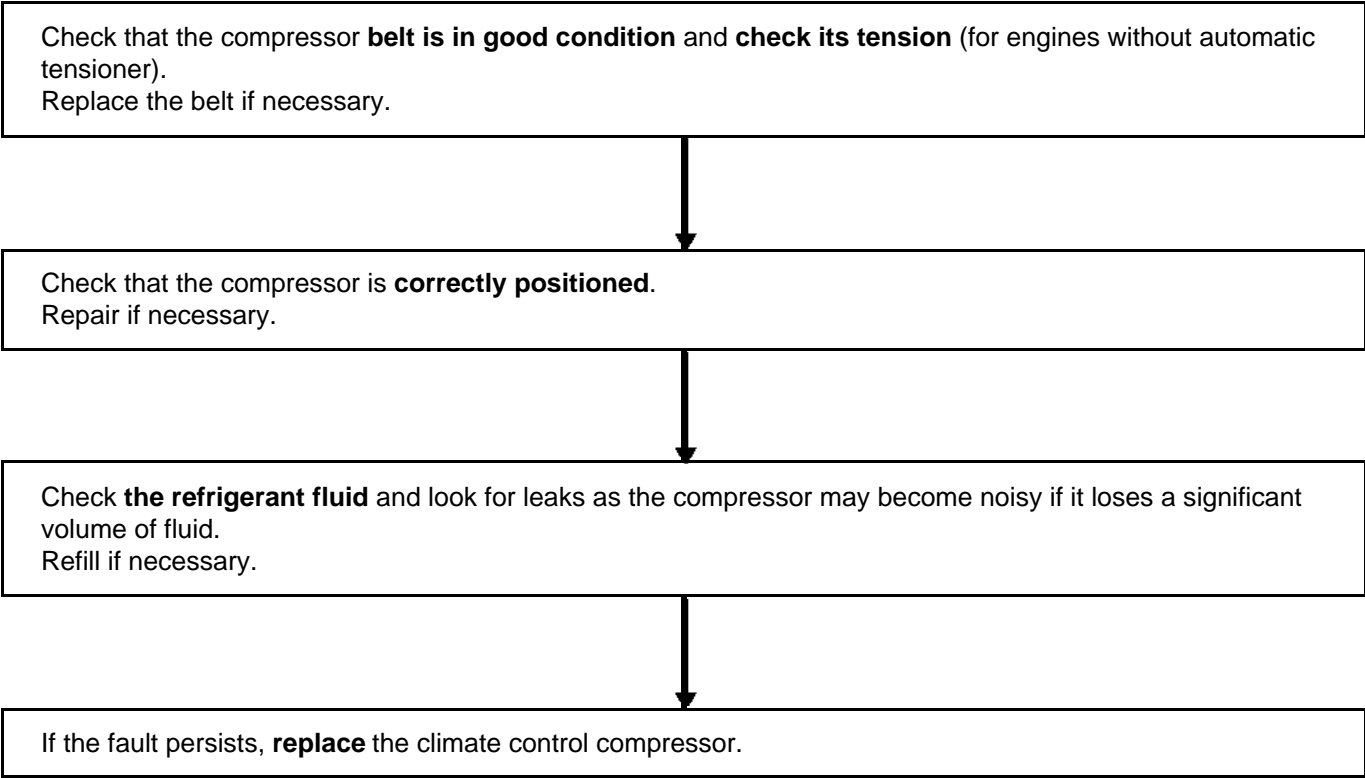 Check that the compressor belt is in good condition and check its tension (for engines without automatic
tensioner).
Replace the belt if necessary.
Check that the compressor is correctly positioned.
Repair if necessary.
Check the refrigerant fluid and look for leaks as the compressor may become noisy if it loses a significant
volume of fluid.
Refill if necessary.
If the fault persists, replace the climate control compressor.